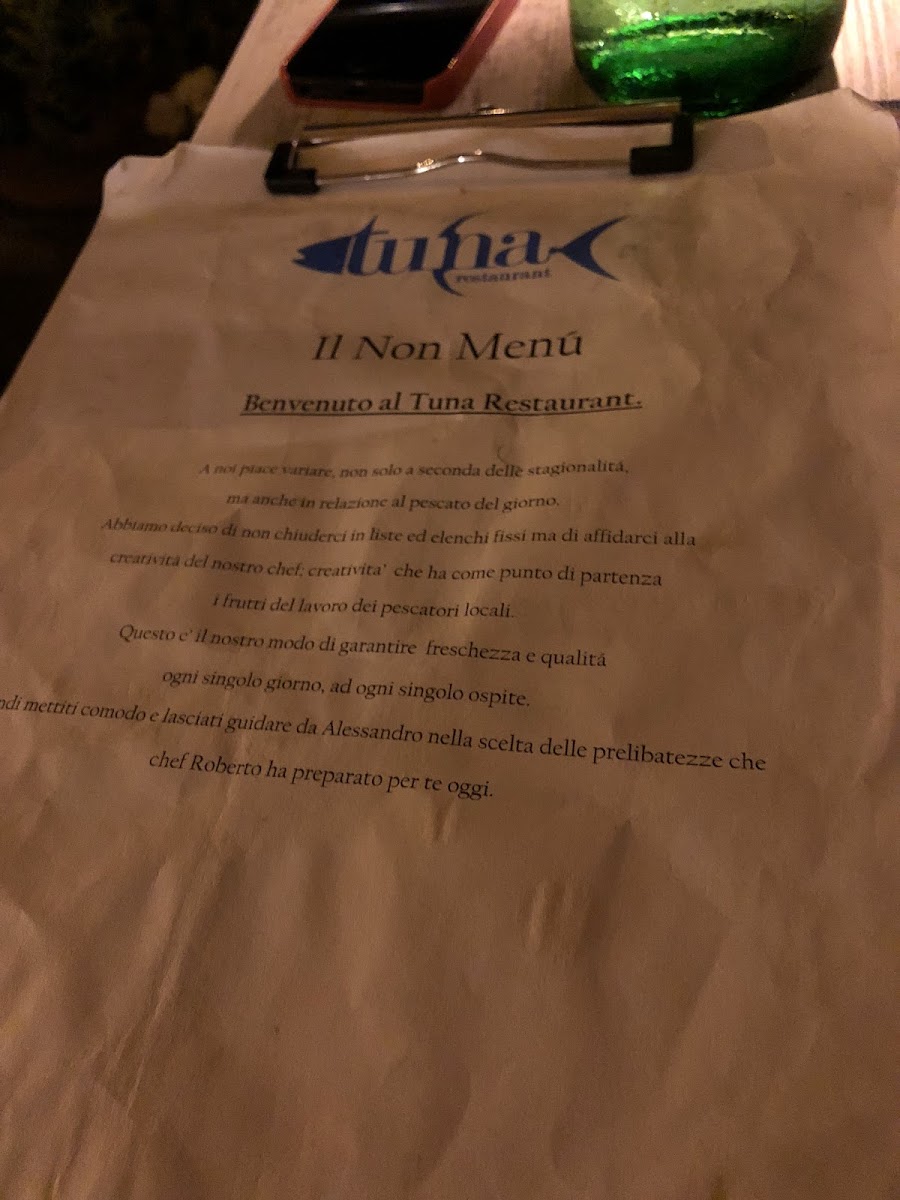 tuna
restaurant
Il Non Menú
Benvenuto al Tuna Restaurant.
A noi piace variare, non solo a seconda delle stagionalitá,
ma anche in relazione al pescato del giorno.
Abbiamo deciso di non chiuderci in liste ed elenchi fissi ma di affidarci alla
creativitá del nostro chef; creativita' che ha come punto di partenza
i frutti del lavoro dei pescatori locali.
Questo e' il nostro modo di garantire freschezza e qualitá
ogni singolo giorno, ad ogni singolo ospite.
ndi mettiti comodo e lasciati guidare da Alessandro nella scelta delle prelibatezze che
chef Roberto ha preparato per te oggi.